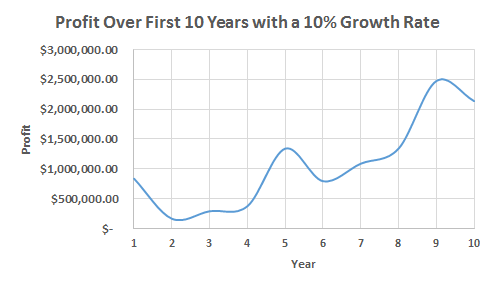 Profit Over First 10 Years with a 10% Growth Rate
$3,000,000.00
$2,500,000.00
$2,000,000.00
$1,500,000.00
$1,000,000.00
$500,000.00
$-
Profit
1 2 3 4 5 6 7 8 9 10
Year